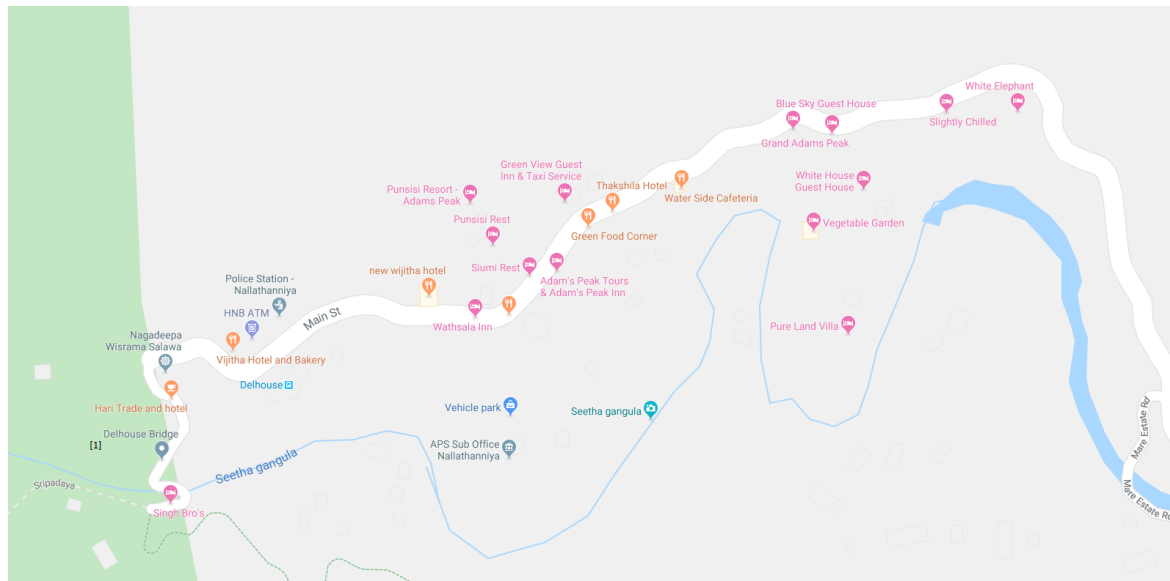 White Elephant
Blue Sky Guest House
Slightly Chilled
Grand Adams Peak
Green View Guest
Inn & Taxi Service
White House
Guest House
Thakshila Hotel
Punsisi Resort -
Adams Peak
Water Side Cafeteria
Punsisi Rest
Vegetable Garden
Green Food Corner
new wijitha hotel
Siumi Rest
Adam's Peak Tours
& Adam's Peak Inn
Police Station -
Nallathanniya
HNB ATM
Main St
Wathsala Inn
Pure Land Villa
Nagadeepa
Wisrama Salawa
Vijitha Hotel and Bakery
Delhouse
Hari Trade and hotel
Vehicle park
Seetha gangula
Mare Estate Rd
Delhouse Bridge
[1]
APS Sub Office
Nallathanniya
Seetha gangula
Sripadaya
Mare Estate Rd
Singh Bro's